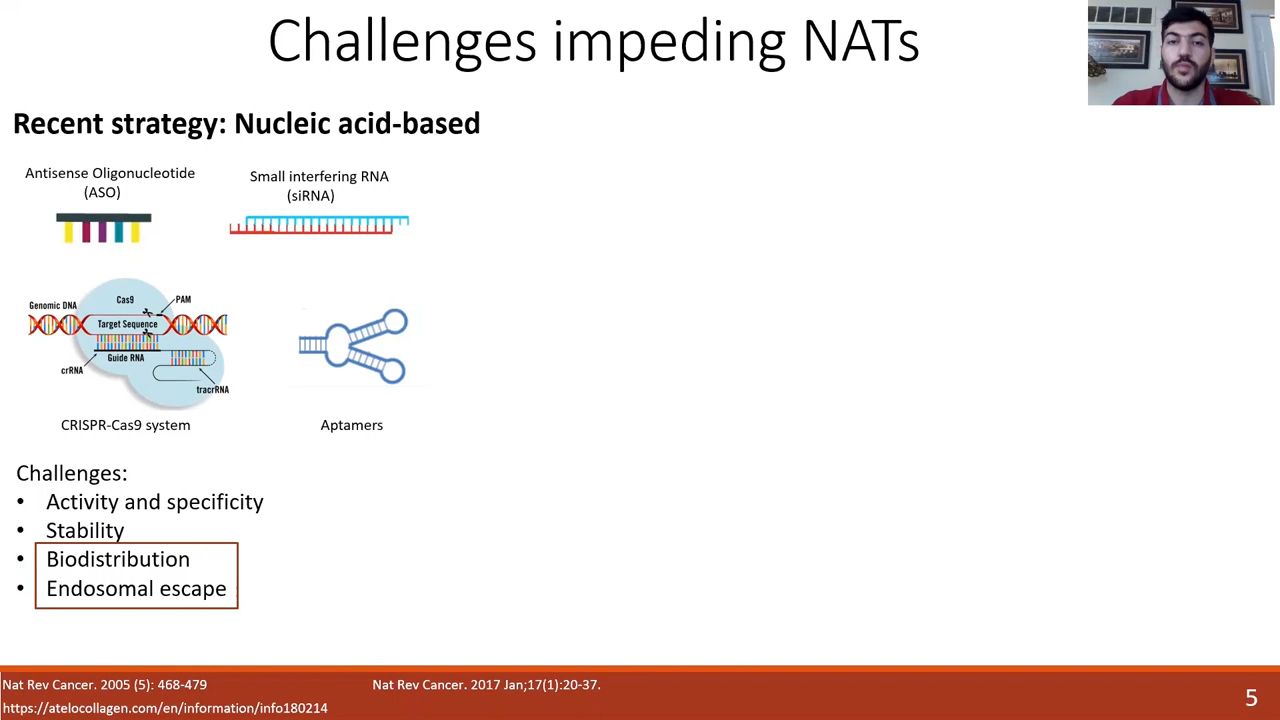 Challenges impeding NATs
Recent strategy: Nucleic acid-based
Antisense Oligonucleotide
(ASO)
Small interfering RNA
(siRNA)
Cas9
PAM
Genomic DNA
Target Sequence
Guide RNA
crRNA
tracrRNA
CRISPR-Cas9 system
Aptamers
Challenges:
• Activity and specificity
• Stability
• Biodistribution
• Endosomal escape
Nat Rev Cancer. 2005 (5): 468-479
Nat Rev Cancer. 2017 Jan;17(1):20-37.
https://atelocollagen.com/en/information/info180214
5